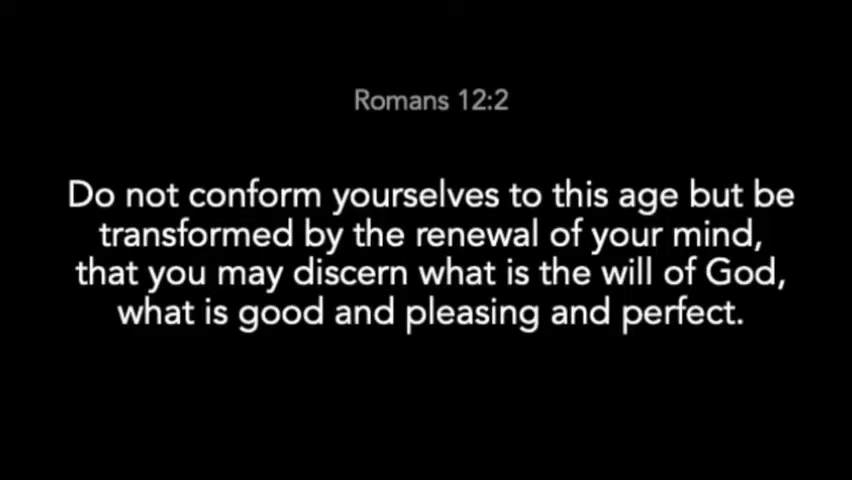 Romans 12:2
Do not conform yourselves to this age but be
transformed by the renewal of your mind,
that you may discern what is the will of God,
what is good and pleasing and perfect.